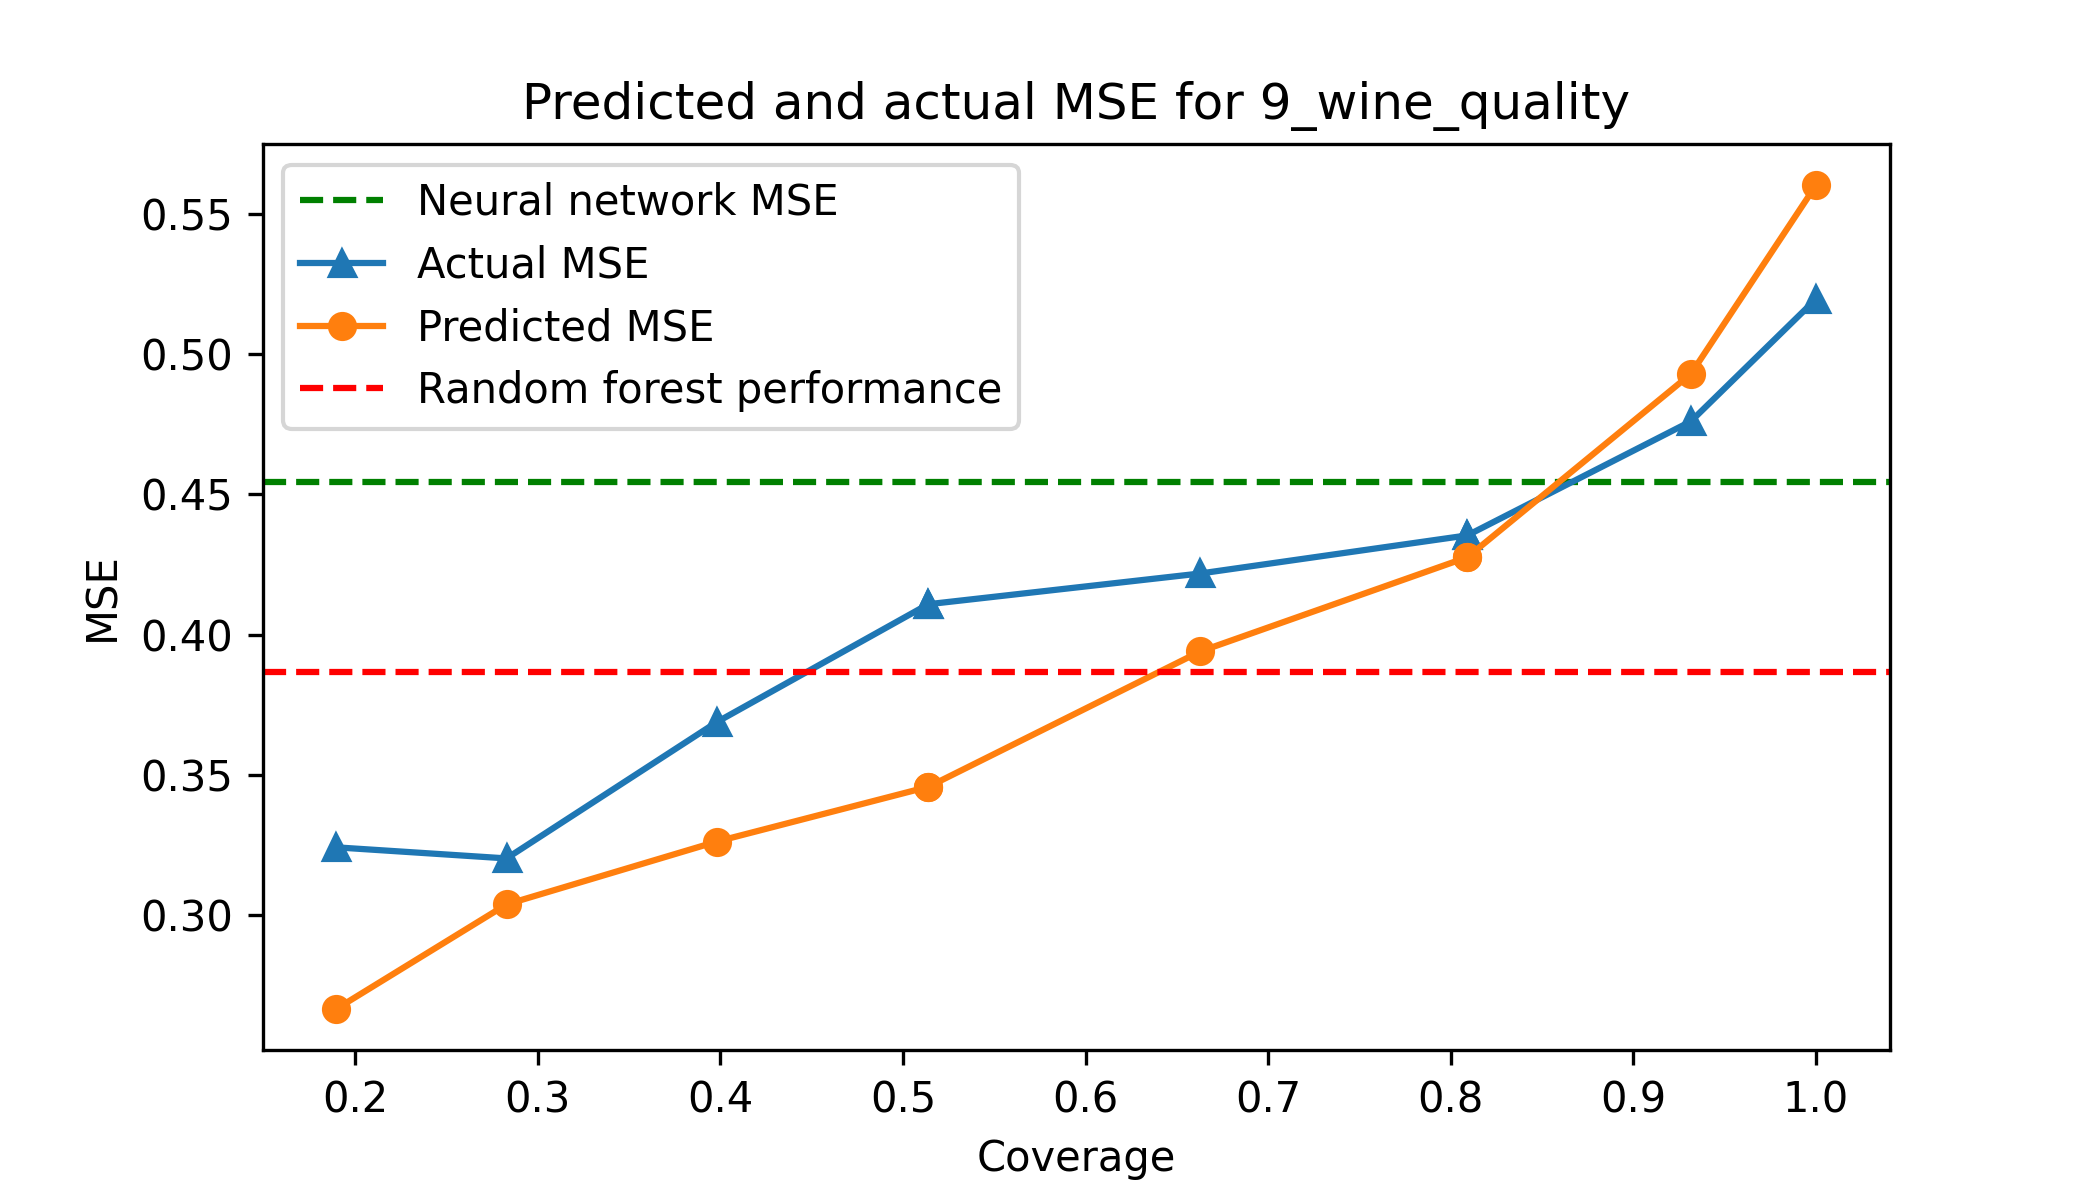 Predicted and actual MSE for 9_wine_quality
Neural network MSE
Actual MSE
Predicted MSE
Random forest performance
0.55
0.50
0.45
0.40
0.35
0.30
MSE
0.2 0.3 0.4 0.5 0.6 0.7 0.8 0.9 1.0
Coverage